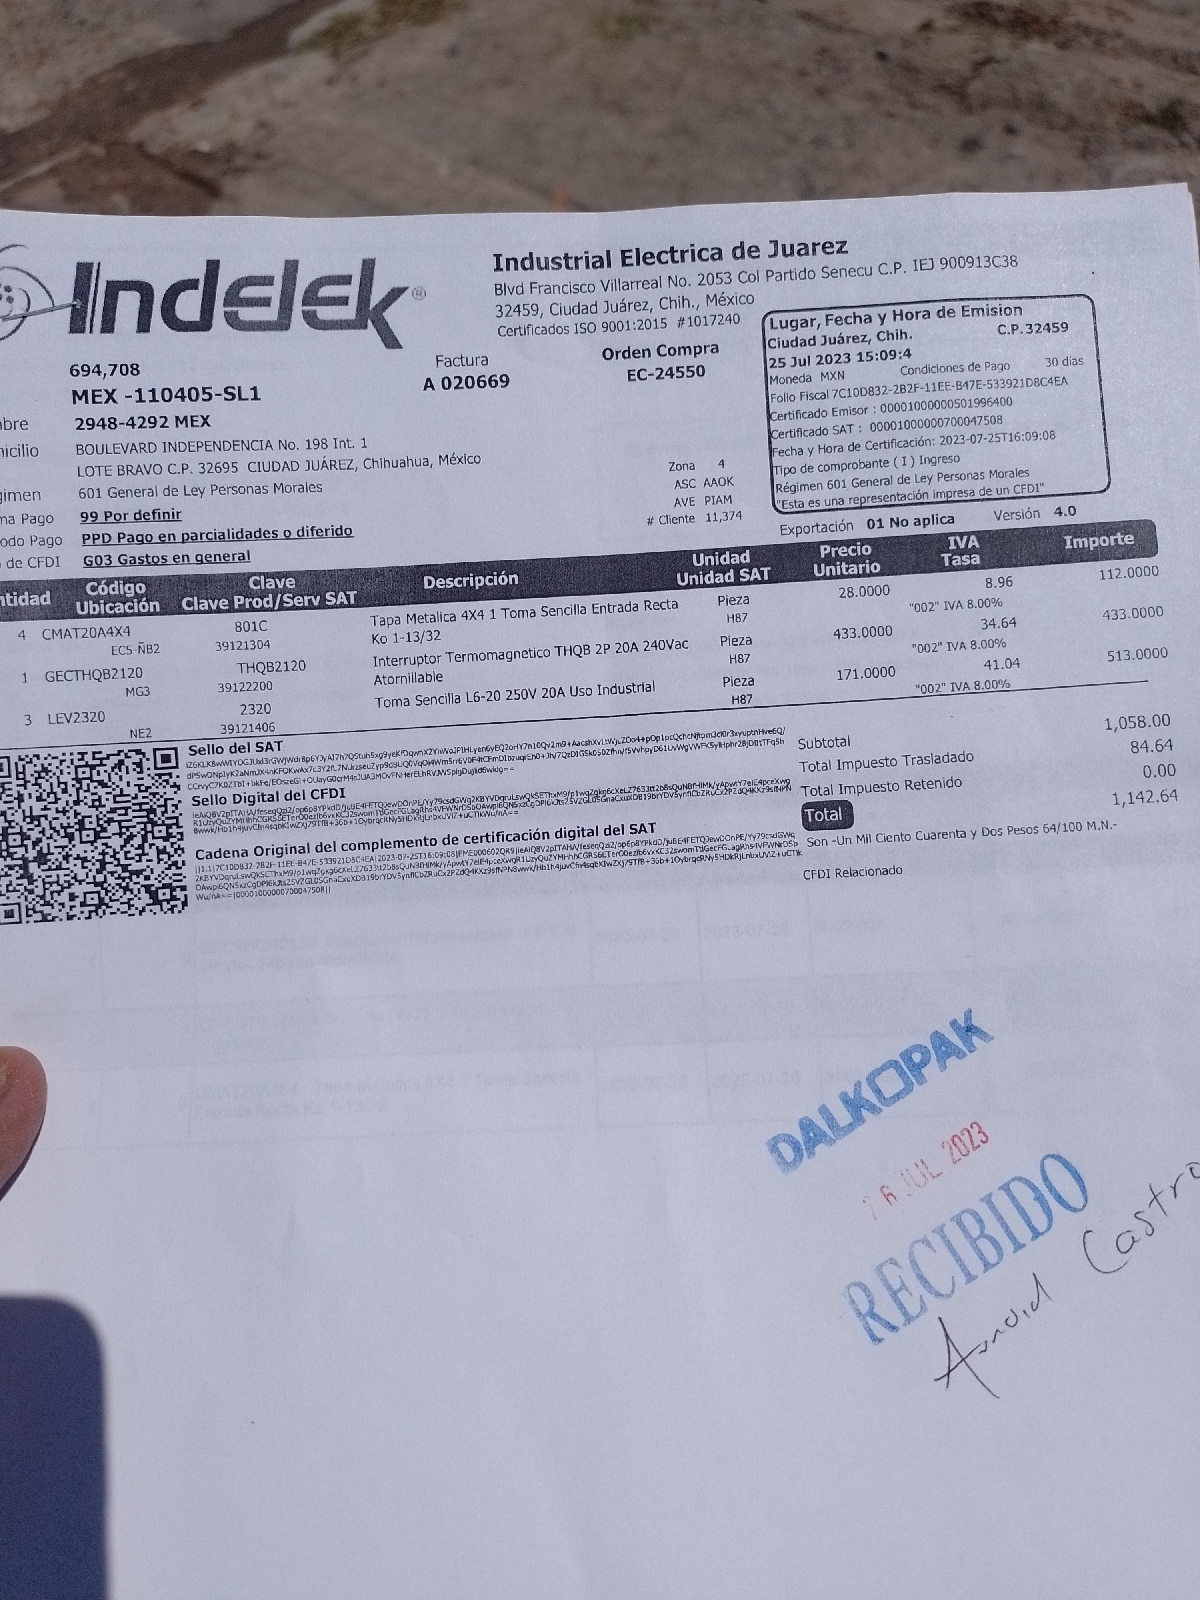 Indelek®
Industrial Electrica de Juarez
Blvd Francisco Villarreal No. 2053 Col Partido Senecu C.P. IEJ 900913C38
32459, Ciudad Juárez, Chih., México
Certificados ISO 9001:2015 #1017240
694,708
MEX -110405-SL1
Factura
A 020669
Orden Compra
EC-24550
Lugar, Fecha y Hora de Emision
Ciudad Juárez, Chih. C.P.32459
25 Jul 2023 15:09:4
Moneda MXN Condiciones de Pago 30 dias
Folio Fiscal 7C10D832-2B2F-11EE-B47E-533921D8C4EA
Certificado Emisor : 00001000000501996400
Certificado SAT : 00001000000700047508
Fecha y Hora de Certificación: 2023-07-25T16:09:08
Tipo de comprobante ( I ) Ingreso
Régimen 601 General de Ley Personas Morales
"Esta es una representación impresa de un CFDI"
bre 2948-4292 MEX
icilio BOULEVARD INDEPENDENCIA No. 198 Int. 1
LOTE BRAVO C.P. 32695 CIUDAD JUÁREZ, Chihuahua, México
gimen 601 General de Ley Personas Morales
ma Pago 99 Por definir
odo Pago PPD Pago en parcialidades o diferido
de CFDI G03 Gastos en general
Zona 4
ASC AAOK
AVE PIAM
# Cliente 11,374
Exportación 01 No aplica Versión 4.0
ntidad Código Ubicación Clave Clave Prod/Serv SAT Descripción Unidad Unidad SAT Precio Unitario IVA Tasa Importe
4 CMAT20A4X4 801C Tapa Metalica 4X4 1 Toma Sencilla Entrada Recta Pieza 28.0000 8.96 112.0000
EC5-ÑB2 39121304 Ko 1-13/32 H87 "002" IVA 8.00%
1 GECTHQB2120 THQB2120 Interruptor Termomagnetico THQB 2P 20A 240Vac Pieza 433.0000 34.64 433.0000
MG3 39122200 Atornillable H87 "002" IVA 8.00%
3 LEV2320 2320 Toma Sencilla L6-20 250V 20A Uso Industrial Pieza 171.0000 41.04 513.0000
NE2 39121406 H87 "002" IVA 8.00%
Sello del SAT
Sello Digital del CFDI
Cadena Original del complemento de certificación digital del SAT
Subtotal 1,058.00
Total Impuesto Trasladado 84.64
Total Impuesto Retenido 0.00
Total 1,142.64
Son -Un Mil Ciento Cuarenta y Dos Pesos 64/100 M.N.-
CFDI Relacionado
DALKOPAK
26 JUL 2023
RECIBIDO
Arnold Castro